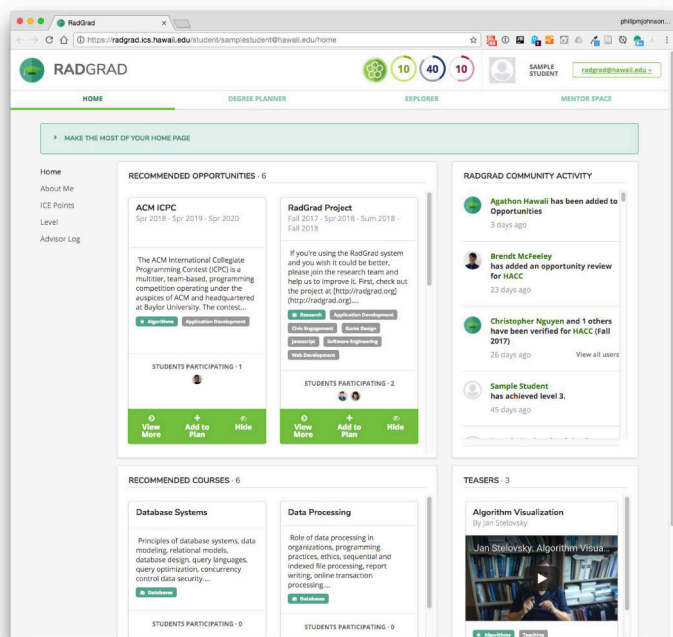 RadGrad
philipmjohnson...
https://radgrad.ics.hawaii.edu/student/samplestudent@hawaii.edu/home
RADGRAD
10
40
10
SAMPLE
STUDENT
radgrad@hawaii.edu
HOME
DEGREE PLANNER
EXPLORER
MENTOR SPACE
MAKE THE MOST OF YOUR HOME PAGE
Home
About Me
ICE Points
Level
Advisor Log
RECOMMENDED OPPORTUNITIES · 6
ACM ICPC
Spr 2018 - Spr 2019 - Spr 2020
The ACM International Collegiate
Programming Contest (ICPC) is a
multitier, team-based, programming
competition operating under the
auspices of ACM and headquartered
at Baylor University. The contest....
Algorithms
Application Development
STUDENTS PARTICIPATING · 1
View
More
Add to
Plan
Hide
RadGrad Project
Fall 2017 - Spr 2018 - Sum 2018 -
Fall 2018
If you're using the RadGrad system
and you wish it could be better,
please join the research team and
help us to improve it. First, check out
the project at [http://radgrad.org]
(http://radgrad.org)....
Research
Application Development
Civic Engagement
Game Design
Javascript
Software Engineering
Web Development
STUDENTS PARTICIPATING · 2
View
More
Add to
Plan
Hide
RADGRAD COMMUNITY ACTIVITY
Agathon Hawaii has been added to
Opportunities
3 days ago
Brendt McFeeley
has added an opportunity review
for HACC
23 days ago
Christopher Nguyen and 1 others
have been verified for HACC (Fall
2017)
26 days ago
View all users
Sample Student
has achieved level 3.
45 days ago
RECOMMENDED COURSES · 6
Database Systems
Principles of database systems, data
modeling, relational models,
database design, query languages,
query optimization, concurrency
control data security....
Databases
STUDENTS PARTICIPATING · 0
Data Processing
Role of data processing in
organizations, programming
practices, ethics, sequential and
indexed file processing, report
writing, online transaction
processing....
Databases
STUDENTS PARTICIPATING · 0
TEASERS · 3
Algorithm Visualization
By Jan Stelovsky
Jan Stelovsky: Algorithm Visua...
Algorithms
Teaching